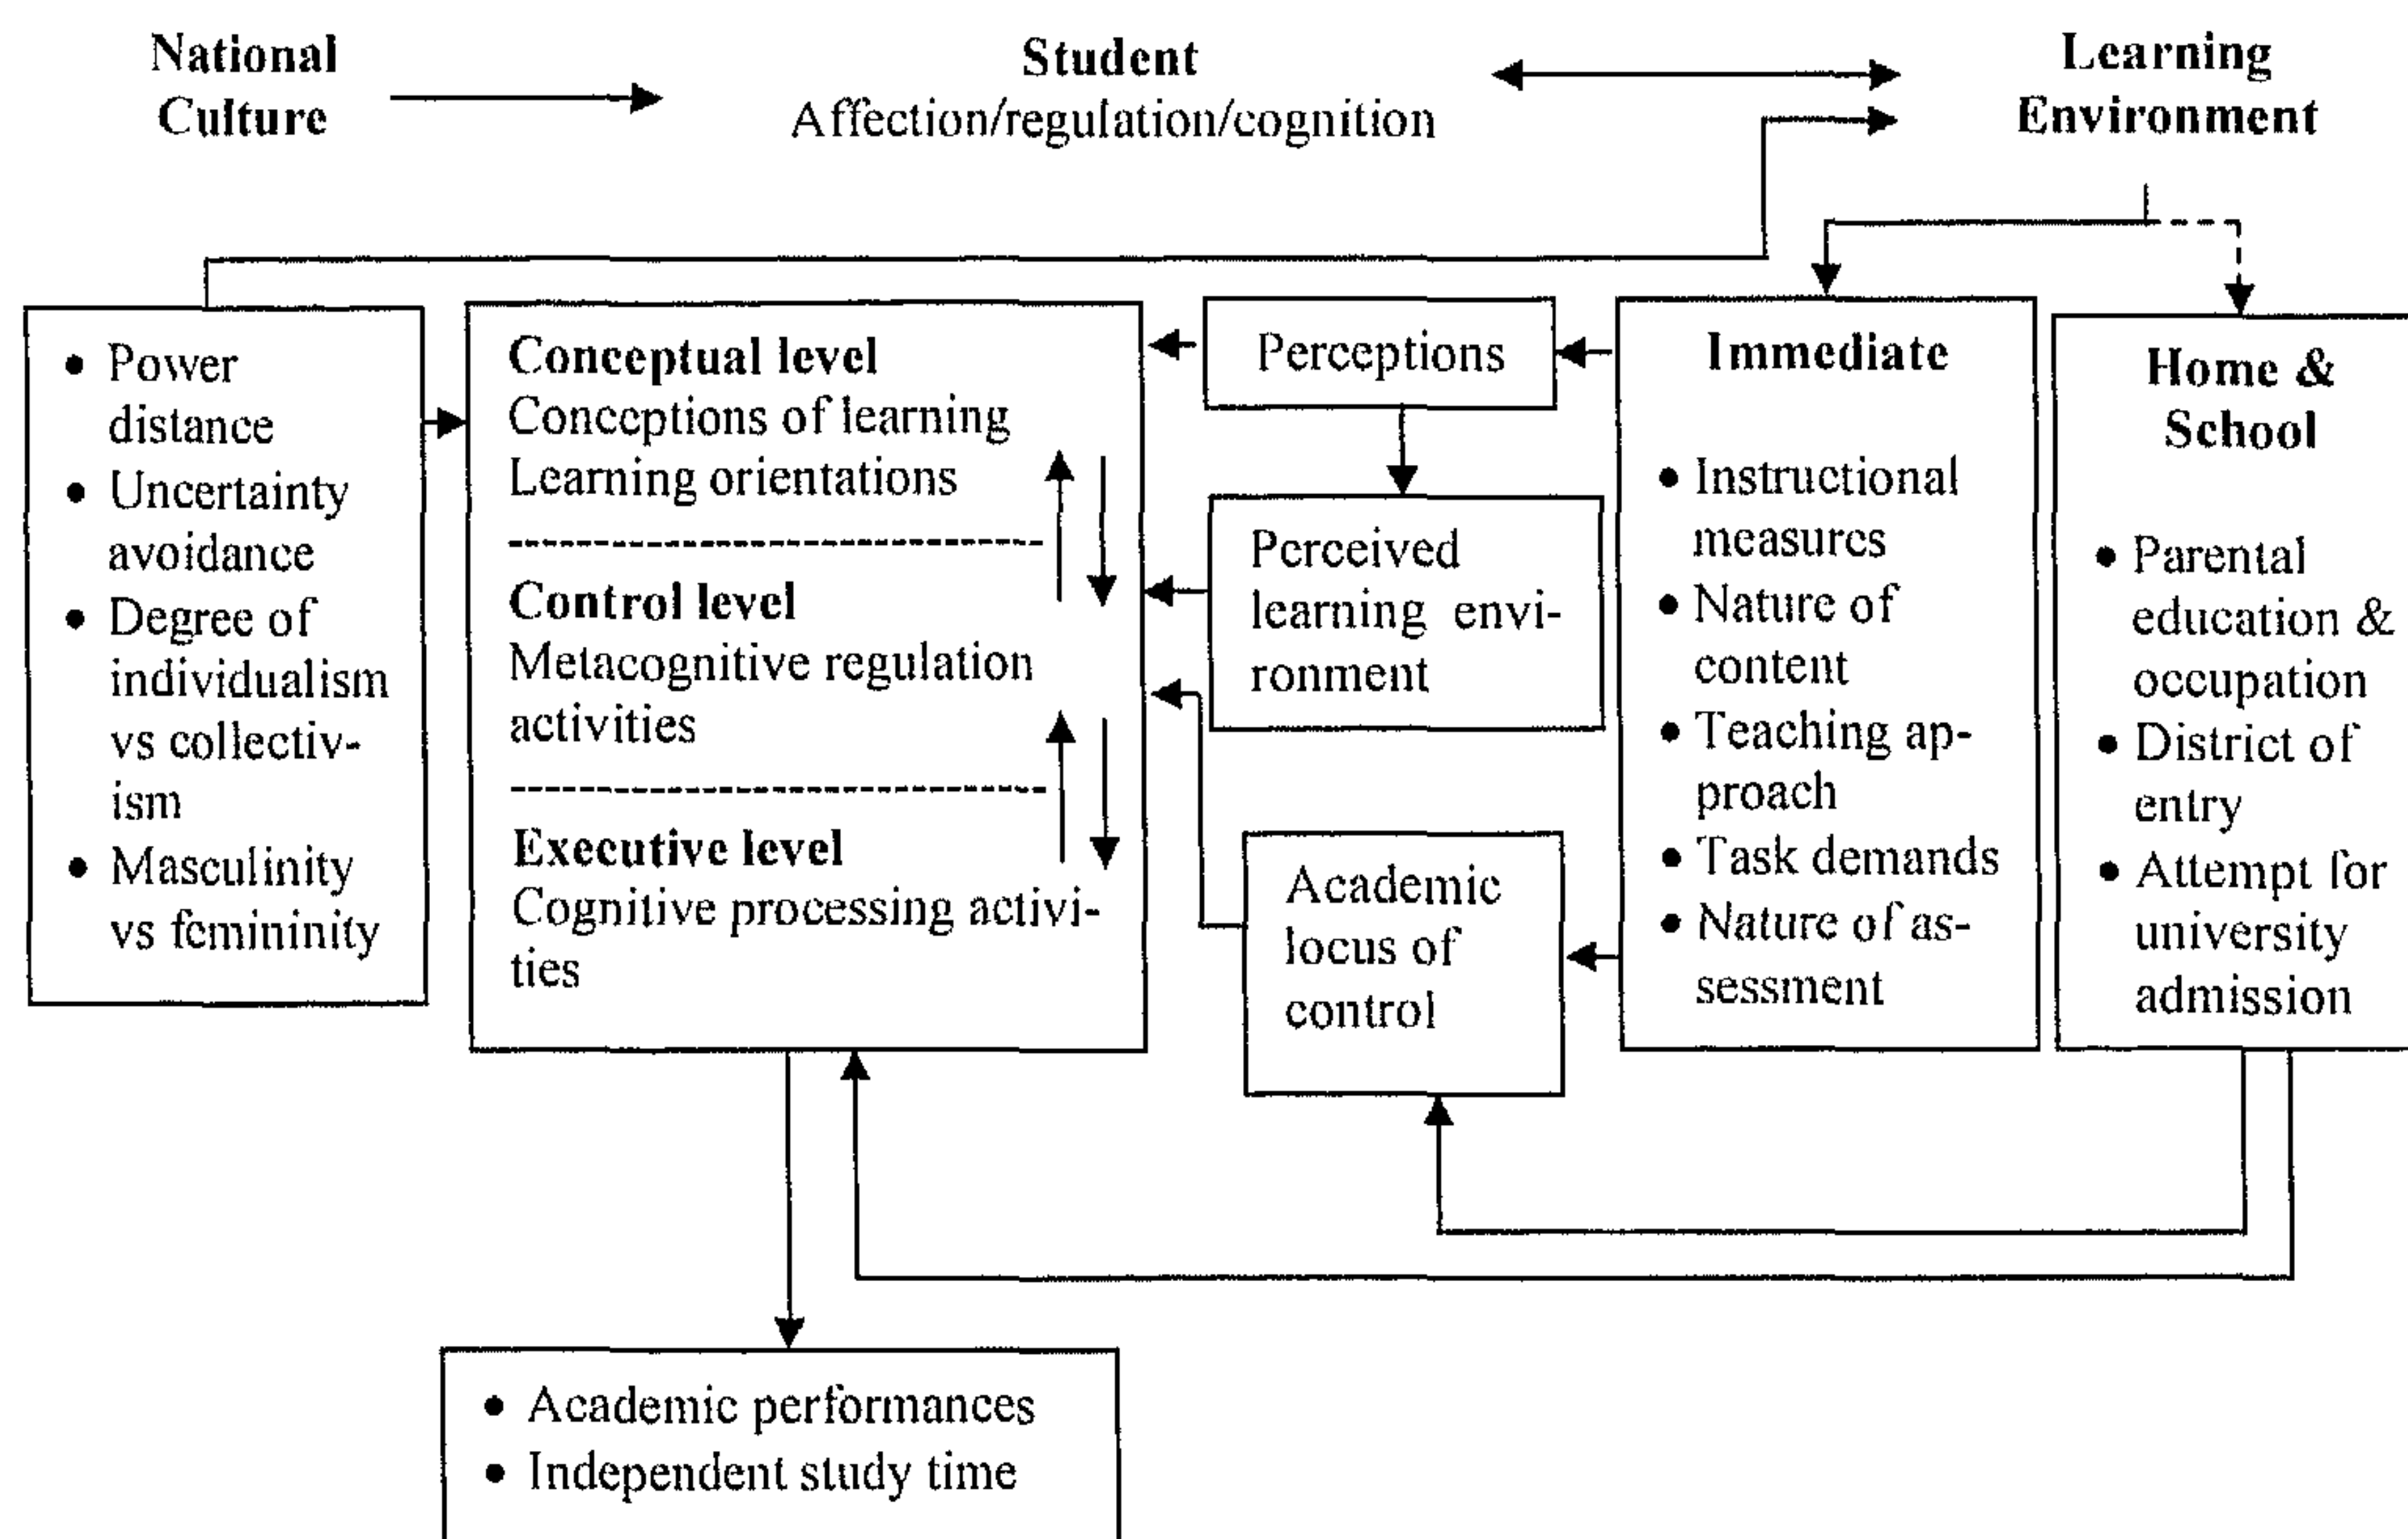 National
Culture
Student
Affection/regulation/cognition
Learning
Environment
• Power
distance
• Uncertainty
avoidance
• Degree of
individualism
vs collectiv-
ism
• Masculinity
vs femininity
Conceptual level
Conceptions of learning
Learning orientations
Control level
Metacognitive regulation
activities
Executive level
Cognitive processing activi-
ties
Perceptions
Perceived
learning envi-
ronment
Academic
locus of
control
Immediate
• Instructional
measures
• Nature of
content
• Teaching ap-
proach
• Task demands
• Nature of as-
sessment
Home &
School
• Parental
education &
occupation
• District of
entry
• Attempt for
university
admission
• Academic performances
• Independent study time